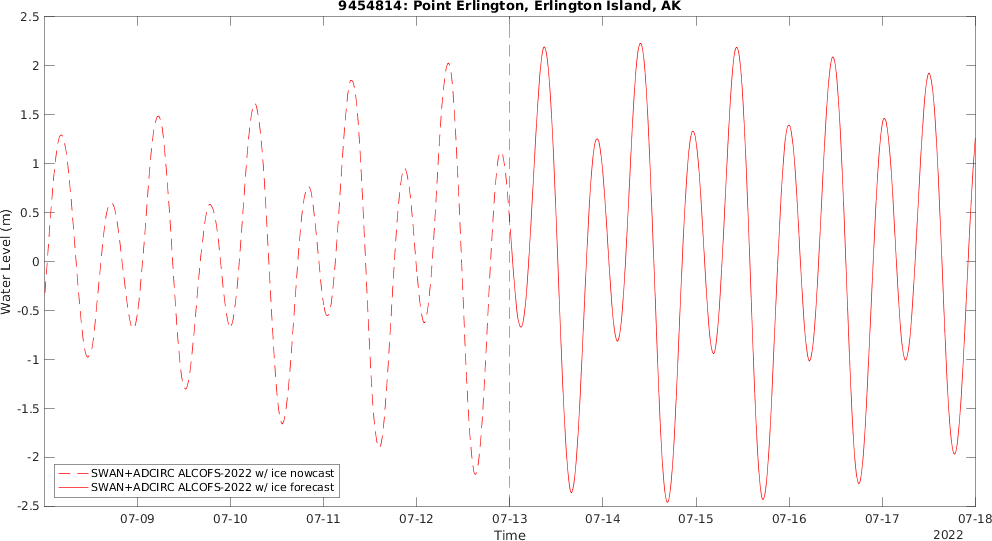 9454814: Point Erlington, Erlington Island, AK
2.5
2
1.5
1
0.5
0
-0.5
-1
-1.5
-2
-2.5
Water Level (m)
SWAN+ADCIRC ALCOFS-2022 w/ ice nowcast
SWAN+ADCIRC ALCOFS-2022 w/ ice forecast
07-09 07-10 07-11 07-12 07-13 07-14 07-15 07-16 07-17 07-18
Time
2022